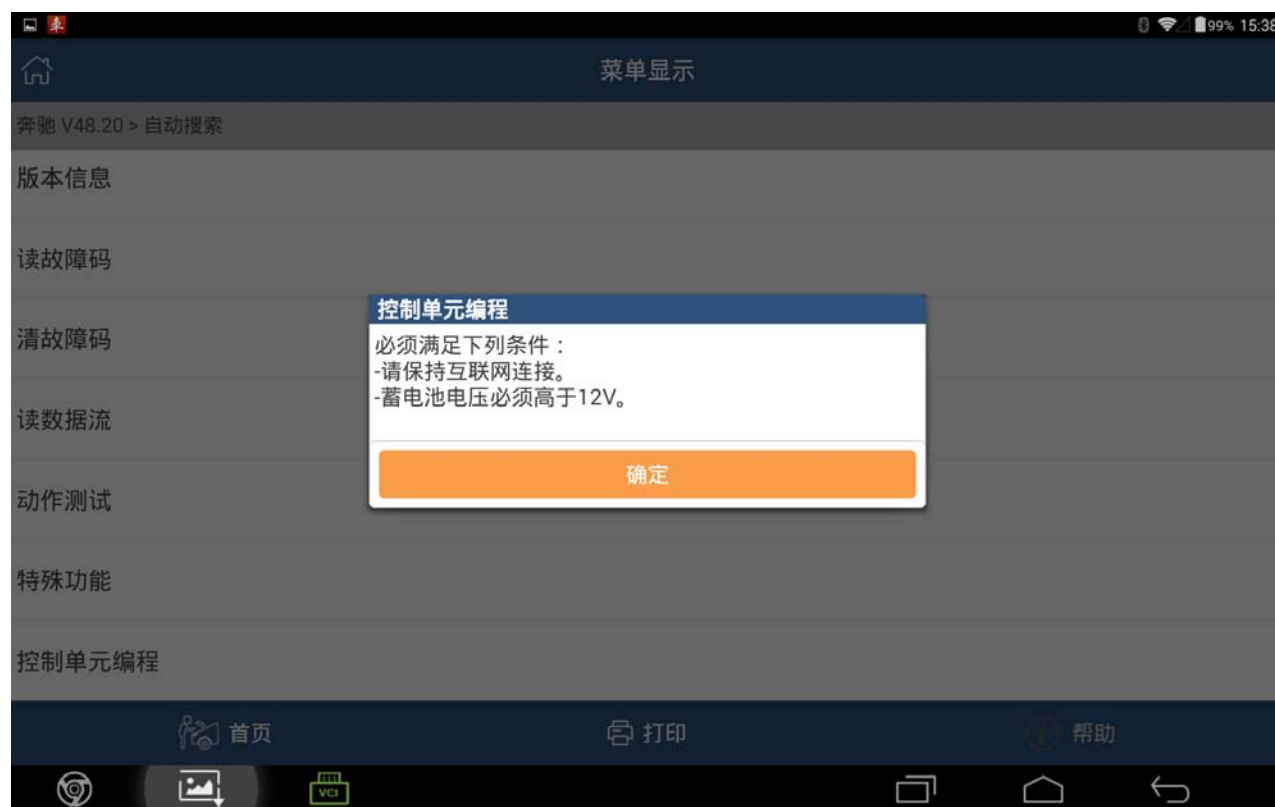 99% 15:38
菜单显示
奔驰 V48.20 > 自动搜索
版本信息
读故障码
清故障码
读数据流
动作测试
特殊功能
控制单元编程
控制单元编程
必须满足下列条件：
-请保持互联网连接。
-蓄电池电压必须高于12V。
确定
首页
打印
帮助
VCI